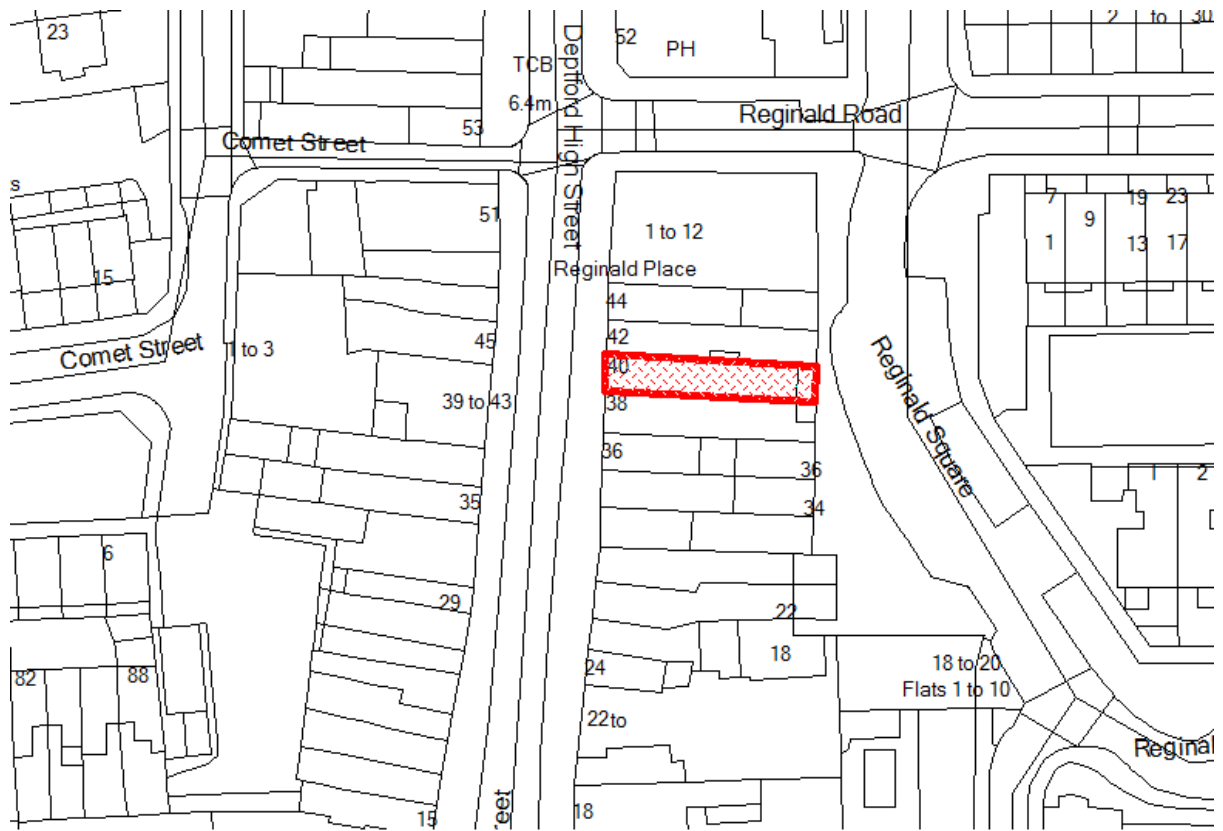 23
52
PH
2 to 30
TCB
6.4m
Deptford High Street
Reginald Road
53
Comet Street
s
51
1 to 12
7
19
23
9
1
13
17
Reginald Place
15
44
42
45
Comet Street
1 to 3
40
39 to 43
38
Reginald Square
36
36
35
34
1
2
6
29
22
18
18 to 20
24
Flats 1 to 10
82
88
22to
Reginal
18
15
reet